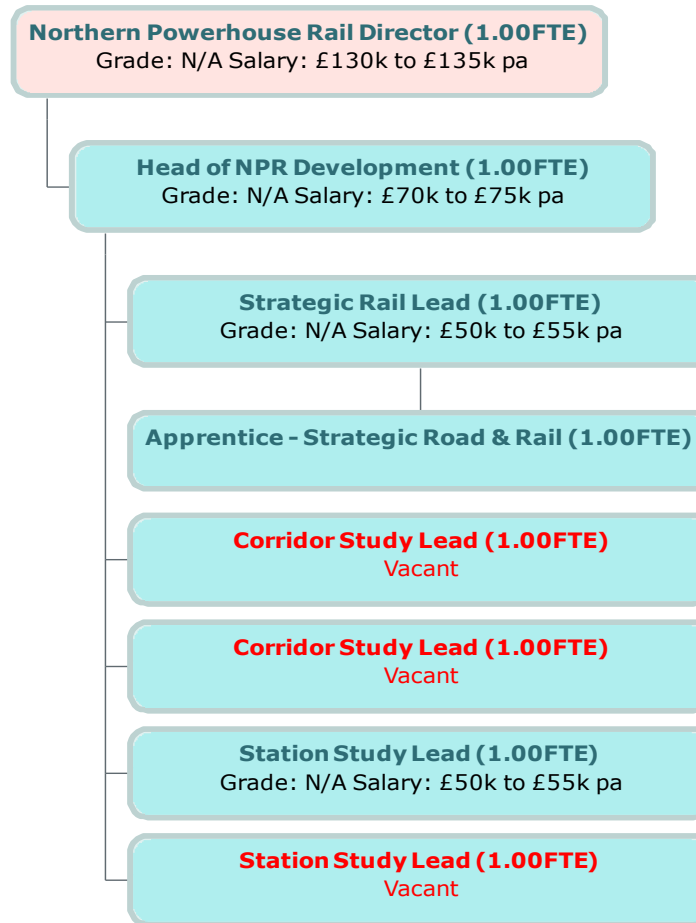 Northern Powerhouse Rail Director (1.00FTE)
Grade: N/A Salary: £130k to £135k pa
Head of NPR Development (1.00FTE)
Grade: N/A Salary: £70k to £75k pa
Strategic Rail Lead (1.00FTE)
Grade: N/A Salary: £50k to £55k pa
Apprentice - Strategic Road & Rail (1.00FTE)
Corridor Study Lead (1.00FTE)
Vacant
Corridor Study Lead (1.00FTE)
Vacant
Station Study Lead (1.00FTE)
Grade: N/A Salary: £50k to £55k pa
Station Study Lead (1.00FTE)
Vacant